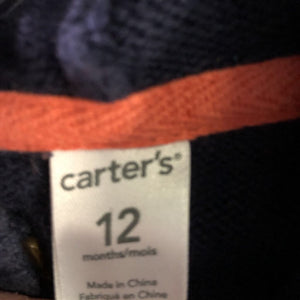 carter's®
12
months/mois
Made in China
Fabriqué en Chine